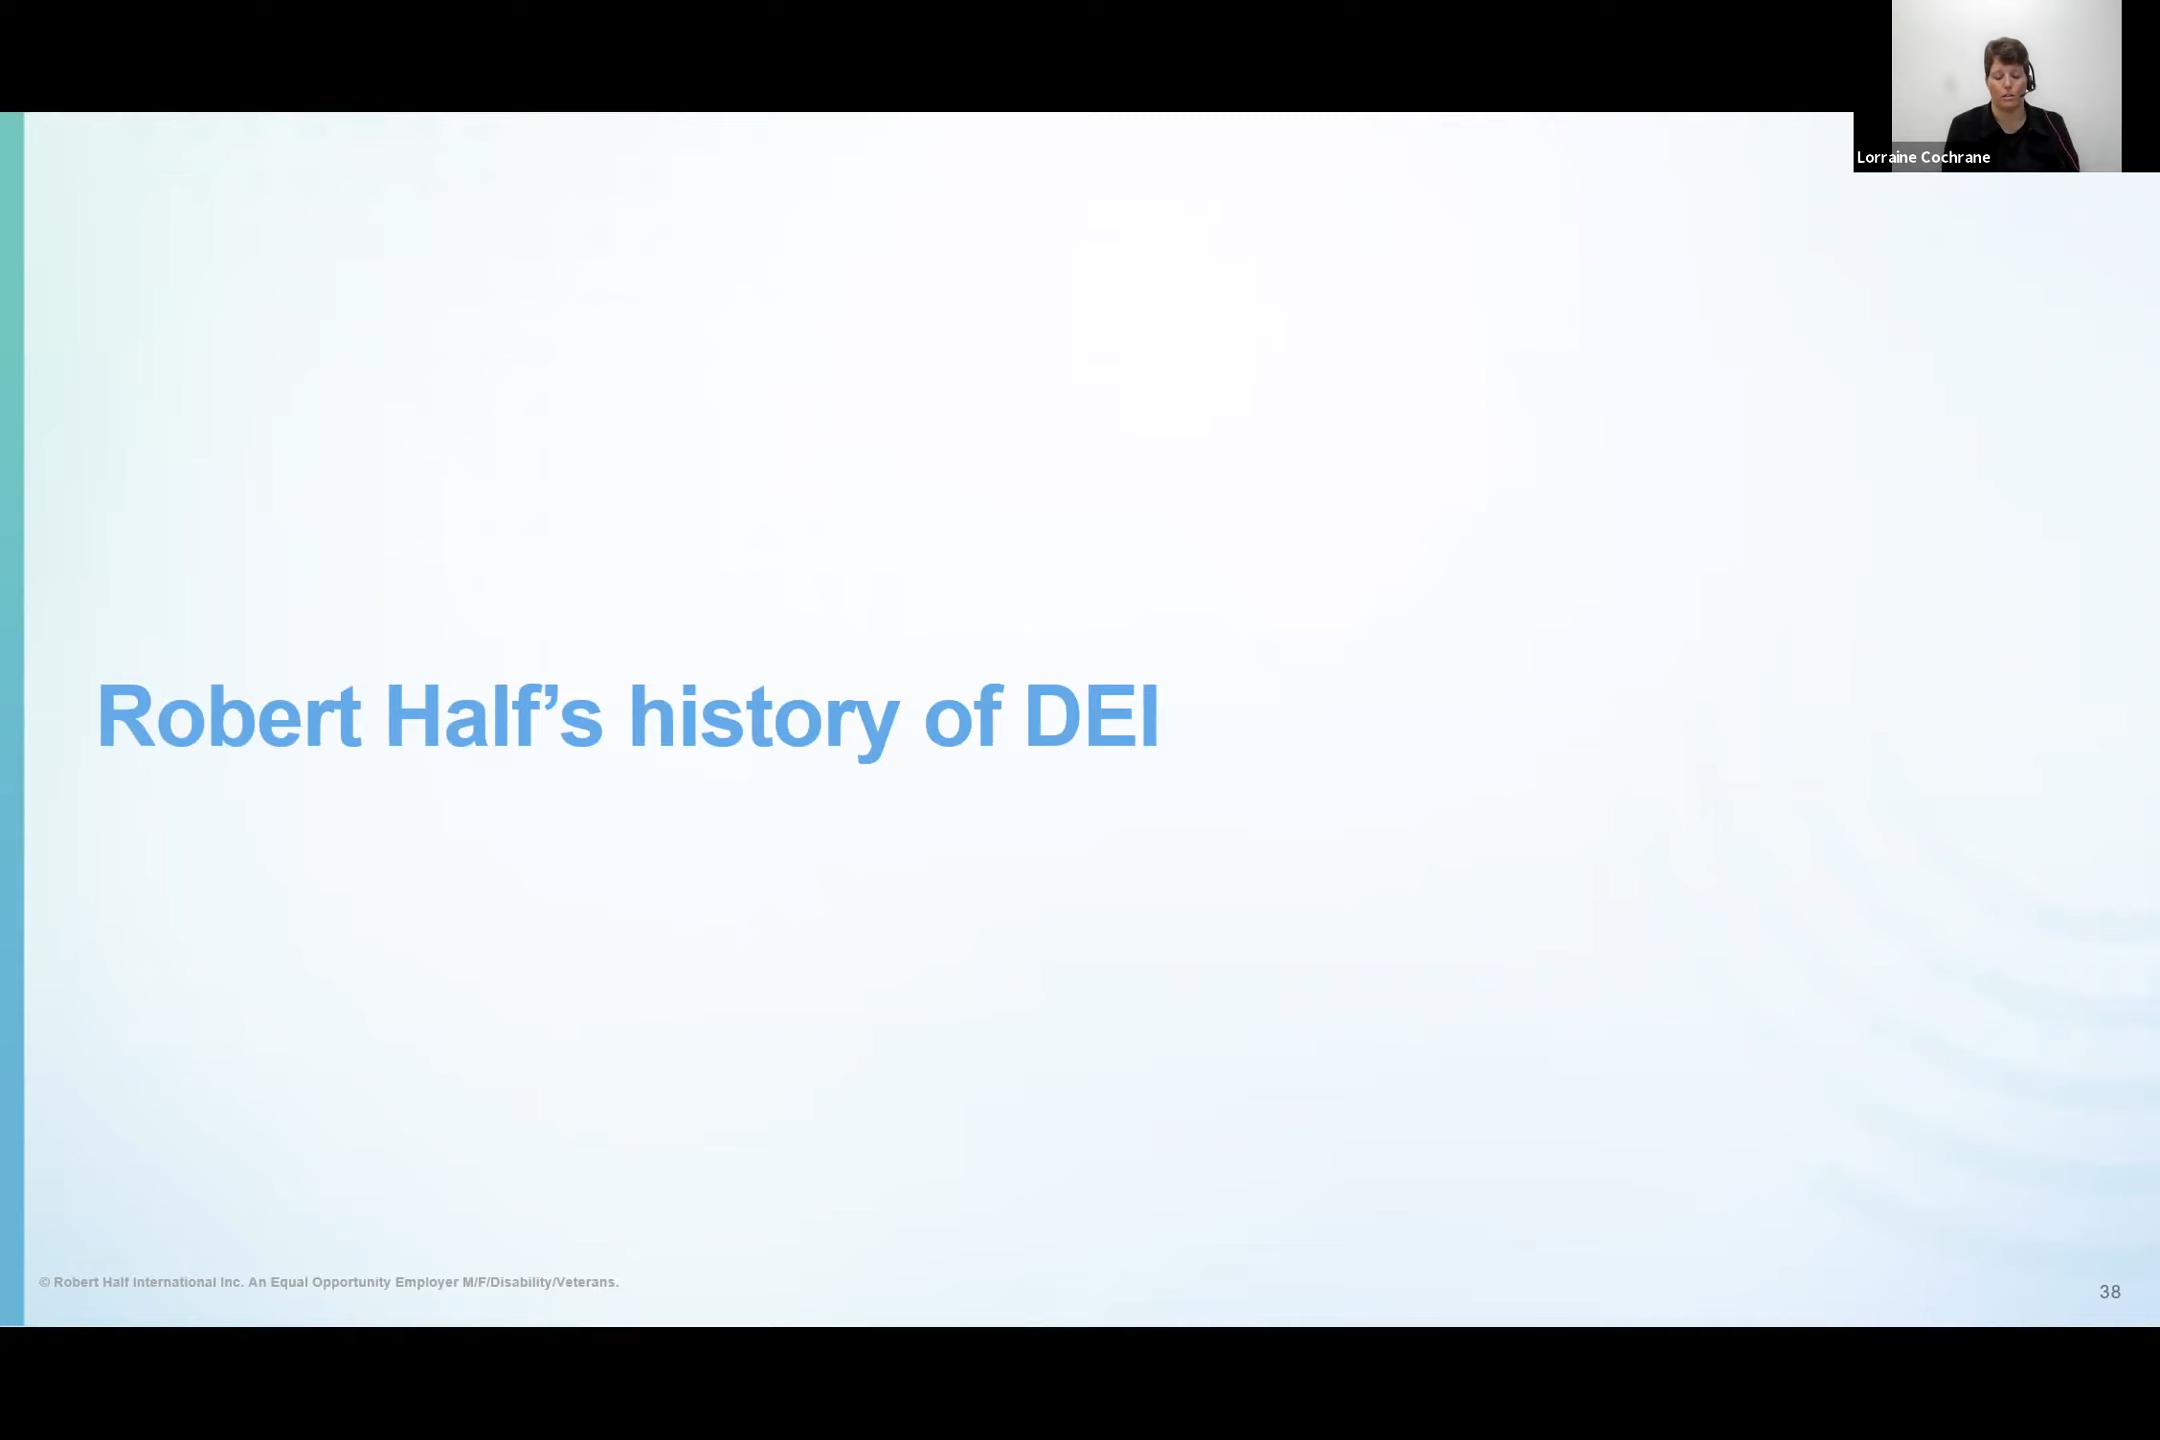 Lorraine Cochrane
Robert Half’s history of DEI
© Robert Half International Inc. An Equal Opportunity Employer M/F/Disability/Veterans.
38